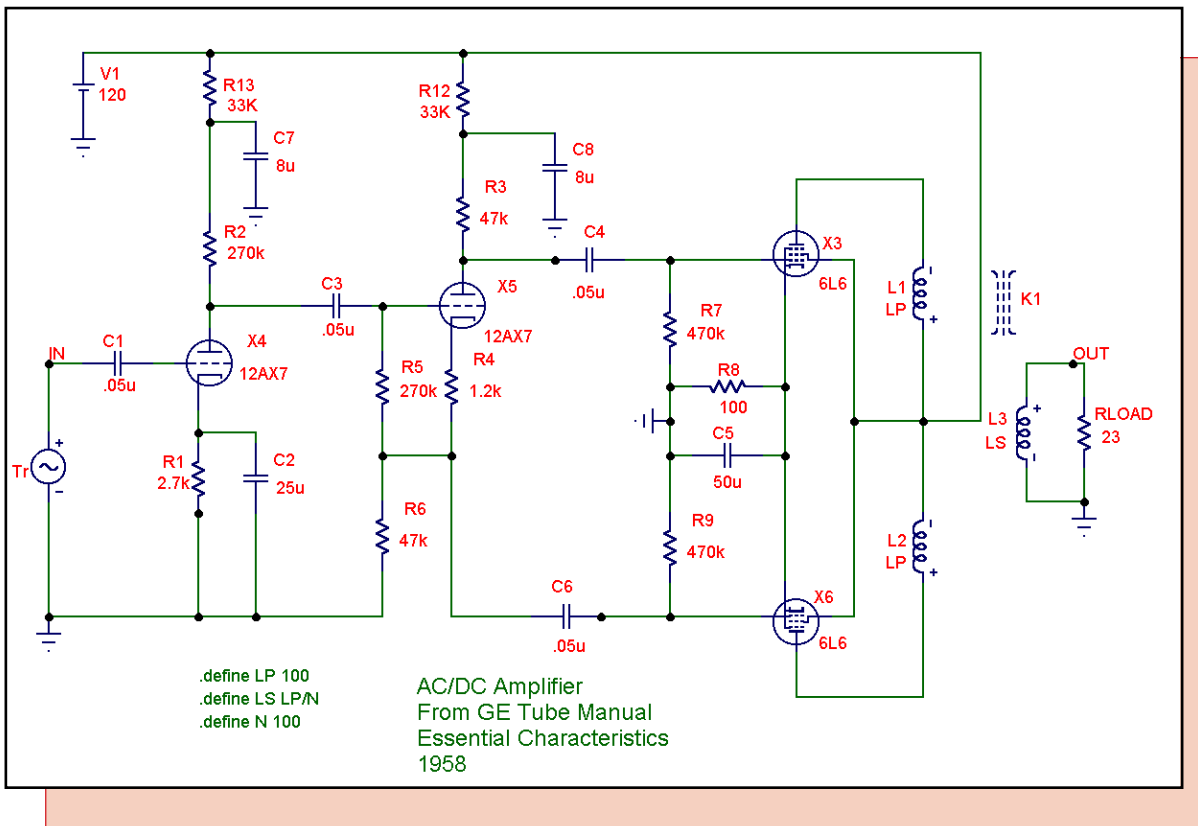 V1
120
R13
33K
R12
33K
C7
8u
C8
8u
R3
47k
R2
270k
C4
.05u
X3
6L6
L1
LP
K1
C3
.05u
X5
12AX7
R7
470k
IN
C1
.05u
X4
12AX7
R5
270k
R4
1.2k
R8
100
OUT
L3
LS
RLOAD
23
Tr
R1
2.7k
C2
25u
C5
50u
R6
47k
R9
470k
L2
LP
C6
.05u
X6
6L6
.define LP 100
.define LS LP/N
.define N 100
AC/DC Amplifier
From GE Tube Manual
Essential Characteristics
1958